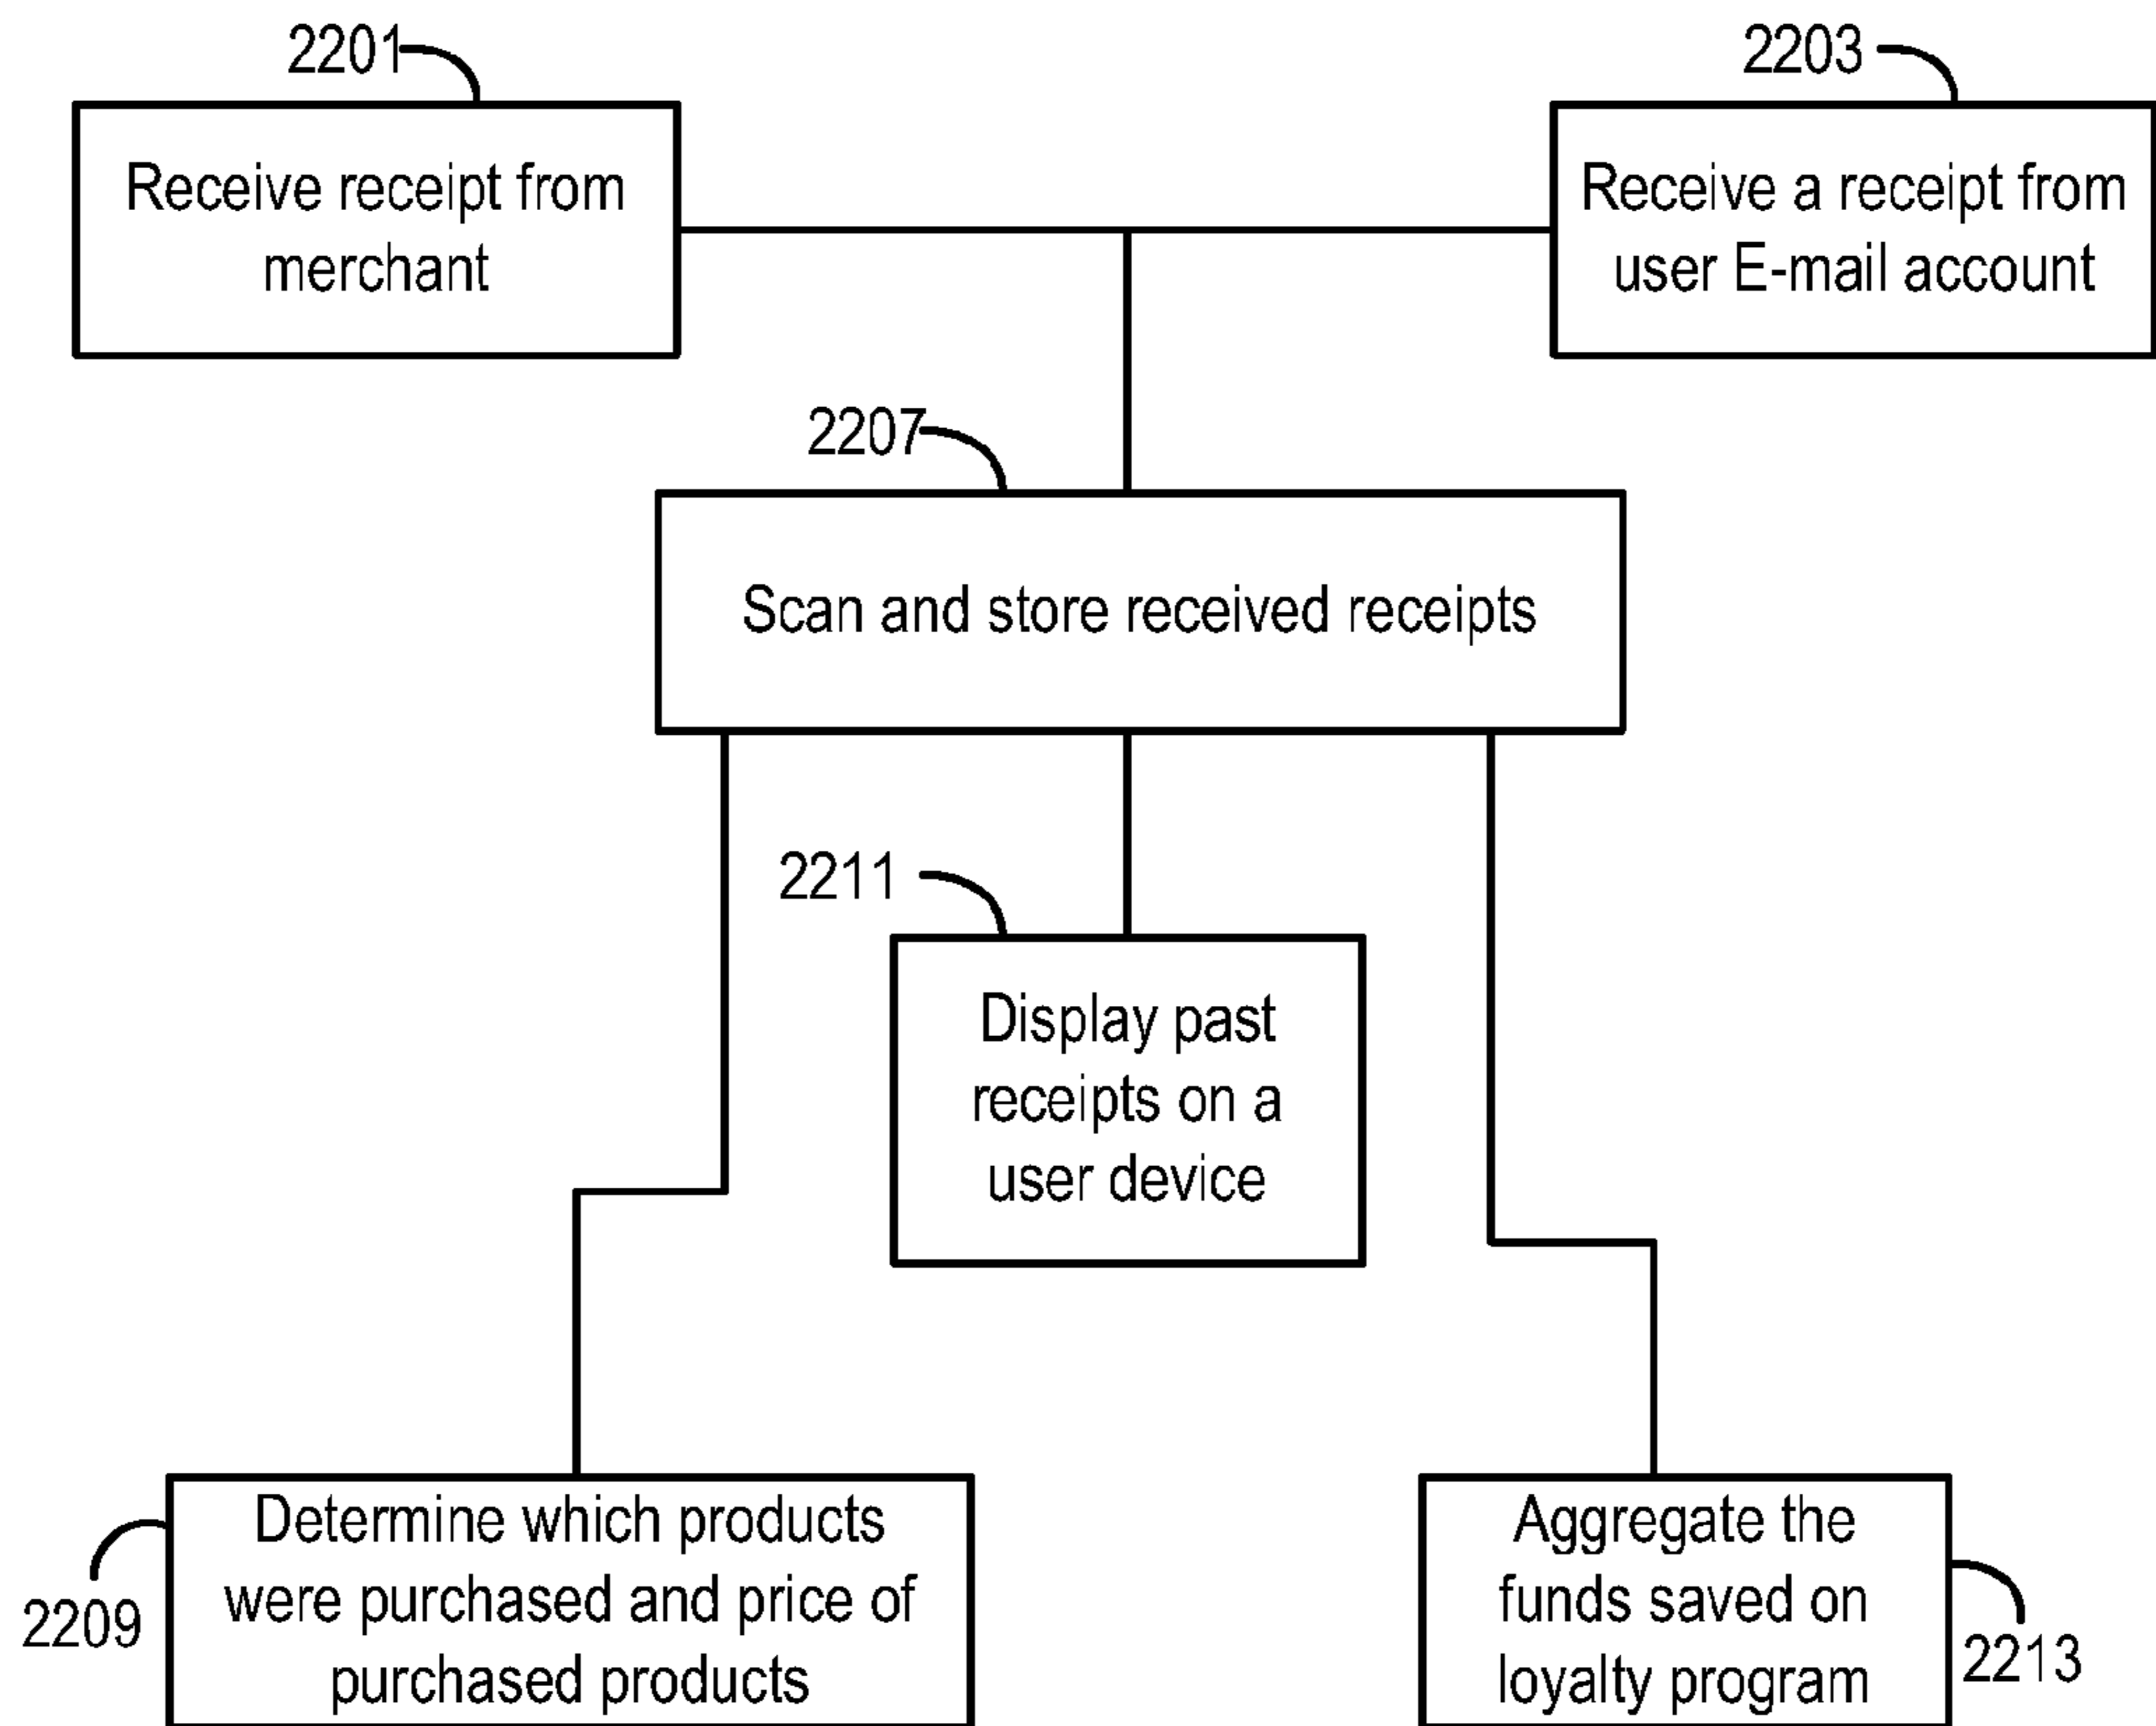 2201
2203
Receive receipt from
merchant
Receive a receipt from
user E-mail account
2207
Scan and store received receipts
2211
Display past
receipts on a
user device
Determine which products
were purchased and price of
purchased products
2209
Aggregate the
funds saved on
loyalty program
2213